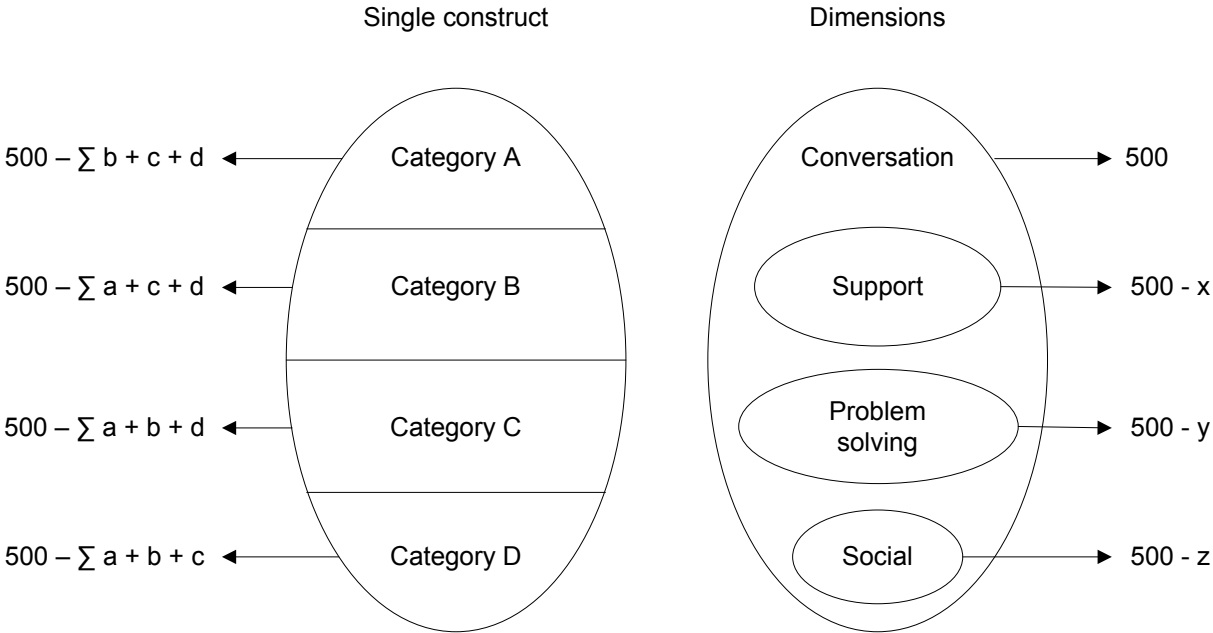 Single construct
Dimensions
500 – ∑ b + c + d
Category A
Conversation
500
500 – ∑ a + c + d
Category B
Support
500 - x
500 – ∑ a + b + d
Category C
Problem
solving
500 - y
500 – ∑ a + b + c
Category D
Social
500 - z